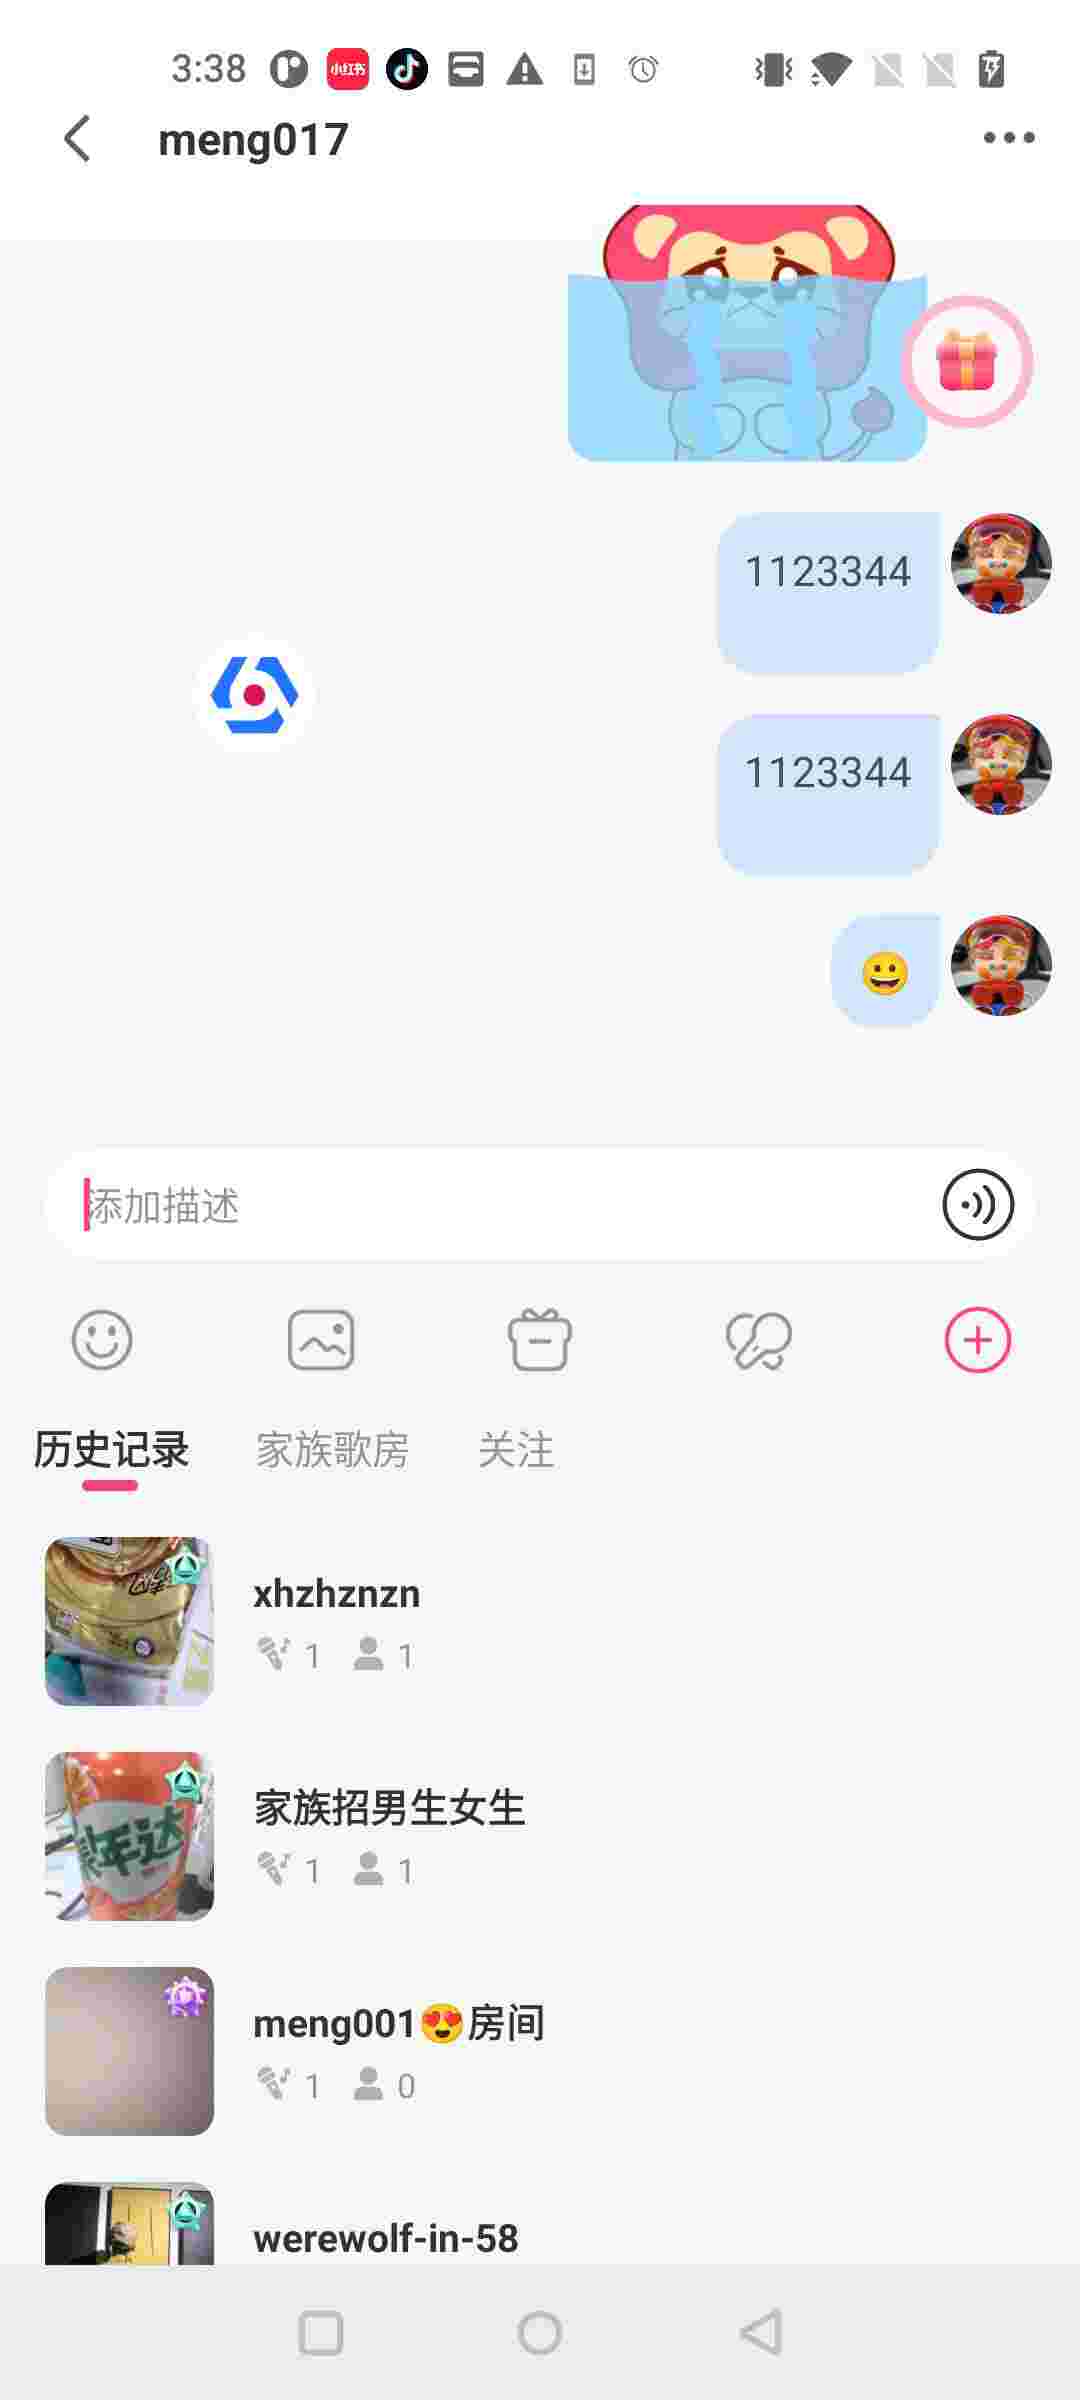 3:38
小红书
meng017
1123344
1123344
添加描述
历史记录 家族歌房 关注
xhzhznzn
1 1
家族招男生女生
1 1
meng001😍房间
1 0
werewolf-in-58